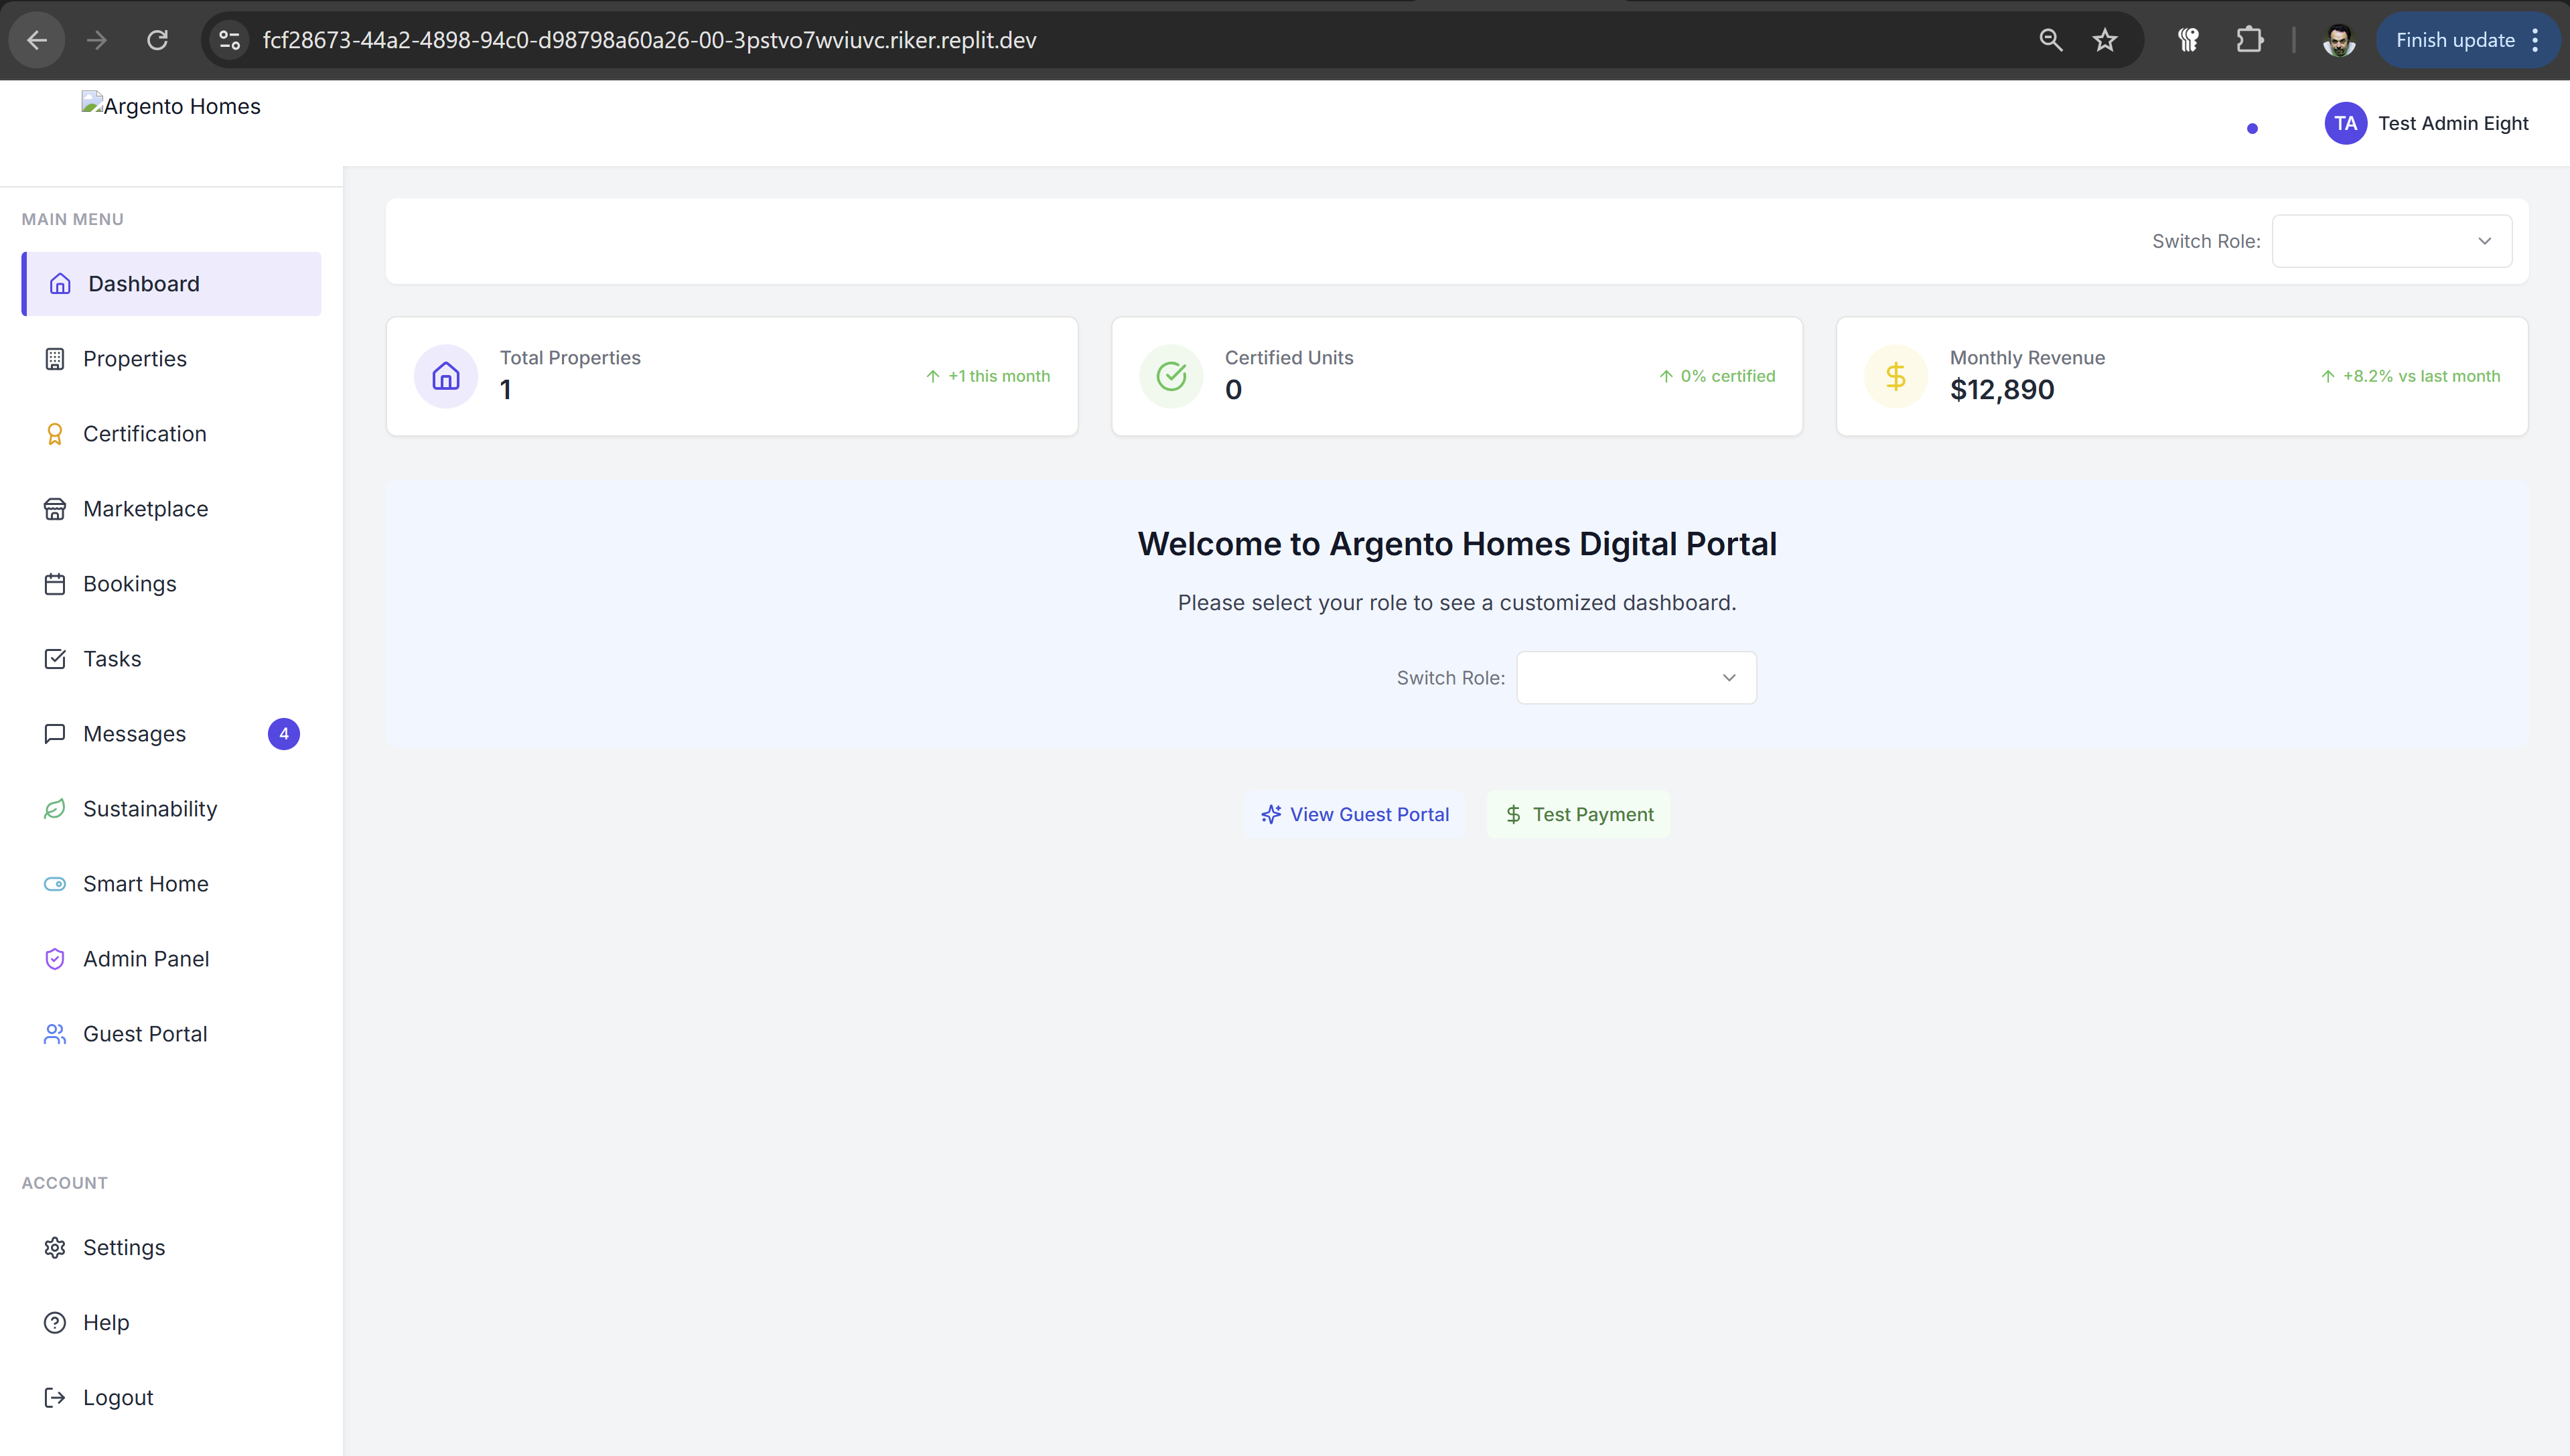 fcf28673-44a2-4898-94c0-d98798a60a26-00-3pstvo7wviuvc.riker.replit.dev
Finish update
Argento Homes
TA Test Admin Eight
MAIN MENU
Dashboard
Properties
Certification
Marketplace
Bookings
Tasks
Messages 4
Sustainability
Smart Home
Admin Panel
Guest Portal
ACCOUNT
Settings
Help
Logout
Switch Role:
Total Properties
1
+1 this month
Certified Units
0
0% certified
Monthly Revenue
$12,890
+8.2% vs last month
Welcome to Argento Homes Digital Portal
Please select your role to see a customized dashboard.
Switch Role:
View Guest Portal
$ Test Payment